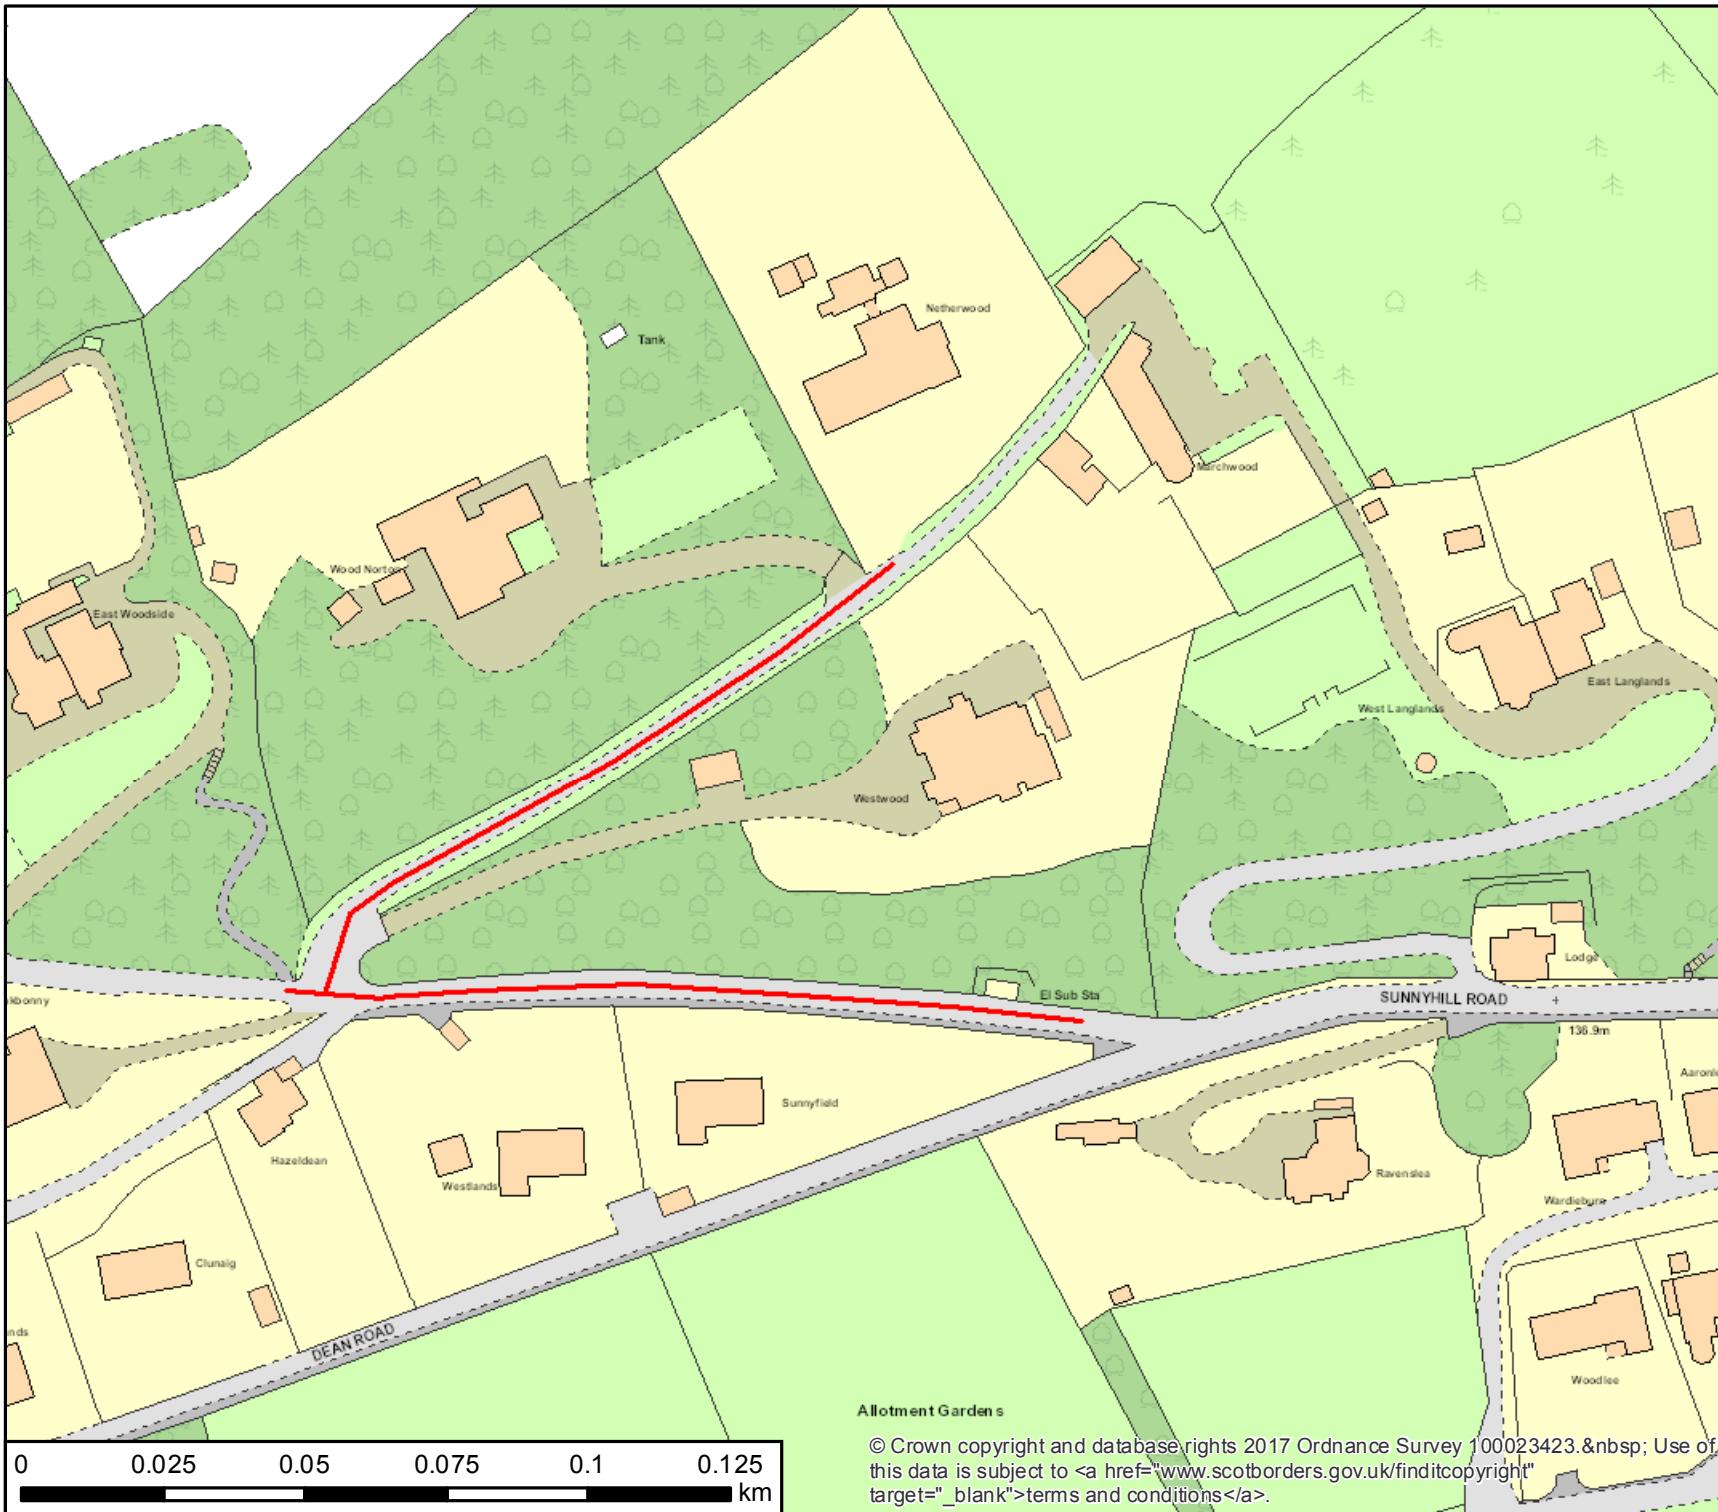 Netherwood
Tank
Marchwood
Wood Norton
East Woodside
East Langlands
West Langlands
Westwood
Lodge
El Sub Sta
SUNNYHILL ROAD
136.9m
Sunnyfield
Hazeldean
Westlands
Ravenslea
Wardieburn
Clunaig
DEAN ROAD
Woodlee
Allotment Gardens
© Crown copyright and database rights 2017 Ordnance Survey 100023423.&nbsp; Use of
this data is subject to <a href="www.scotborders.gov.uk/finditcopyright"
target="_blank">terms and conditions</a>.
0 0.025 0.05 0.075 0.1 0.125
km